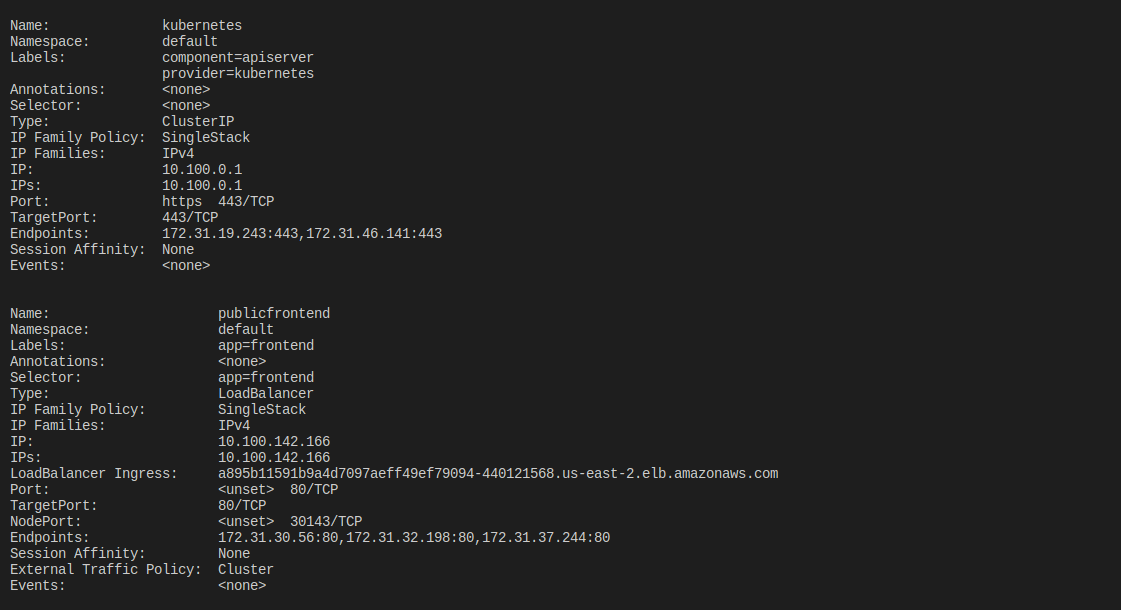 Name:              kubernetes
Namespace:         default
Labels:            component=apiserver
                   provider=kubernetes
Annotations:       <none>
Selector:          <none>
Type:              ClusterIP
IP Family Policy:  SingleStack
IP Families:       IPv4
IP:                10.100.0.1
IPs:               10.100.0.1
Port:              https  443/TCP
TargetPort:        443/TCP
Endpoints:         172.31.19.243:443,172.31.46.141:443
Session Affinity:  None
Events:            <none>

Name:                     publicfrontend
Namespace:                default
Labels:                   app=frontend
Annotations:              <none>
Selector:                 app=frontend
Type:                     LoadBalancer
IP Family Policy:         SingleStack
IP Families:              IPv4
IP:                       10.100.142.166
IPs:                      10.100.142.166
LoadBalancer Ingress:     a895b11591b9a4d7097aeff49ef79094-440121568.us-east-2.elb.amazonaws.com
Port:                     <unset>  80/TCP
TargetPort:               80/TCP
NodePort:                 <unset>  30143/TCP
Endpoints:                172.31.30.56:80,172.31.32.198:80,172.31.37.244:80
Session Affinity:         None
External Traffic Policy:  Cluster
Events:                   <none>